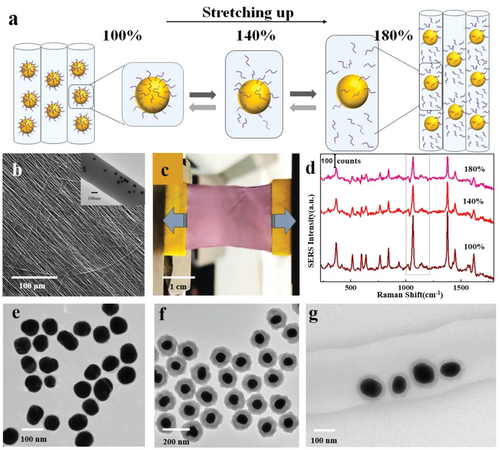 a
Stretching up
100%
140%
180%
b
100nm
100 μm
c
1 cm
d
100 counts
180%
140%
100%
SERS Intensity(a.u.)
500
1000
1500
Raman Shift(cm-1)
e
100 nm
f
200 nm
g
100 nm